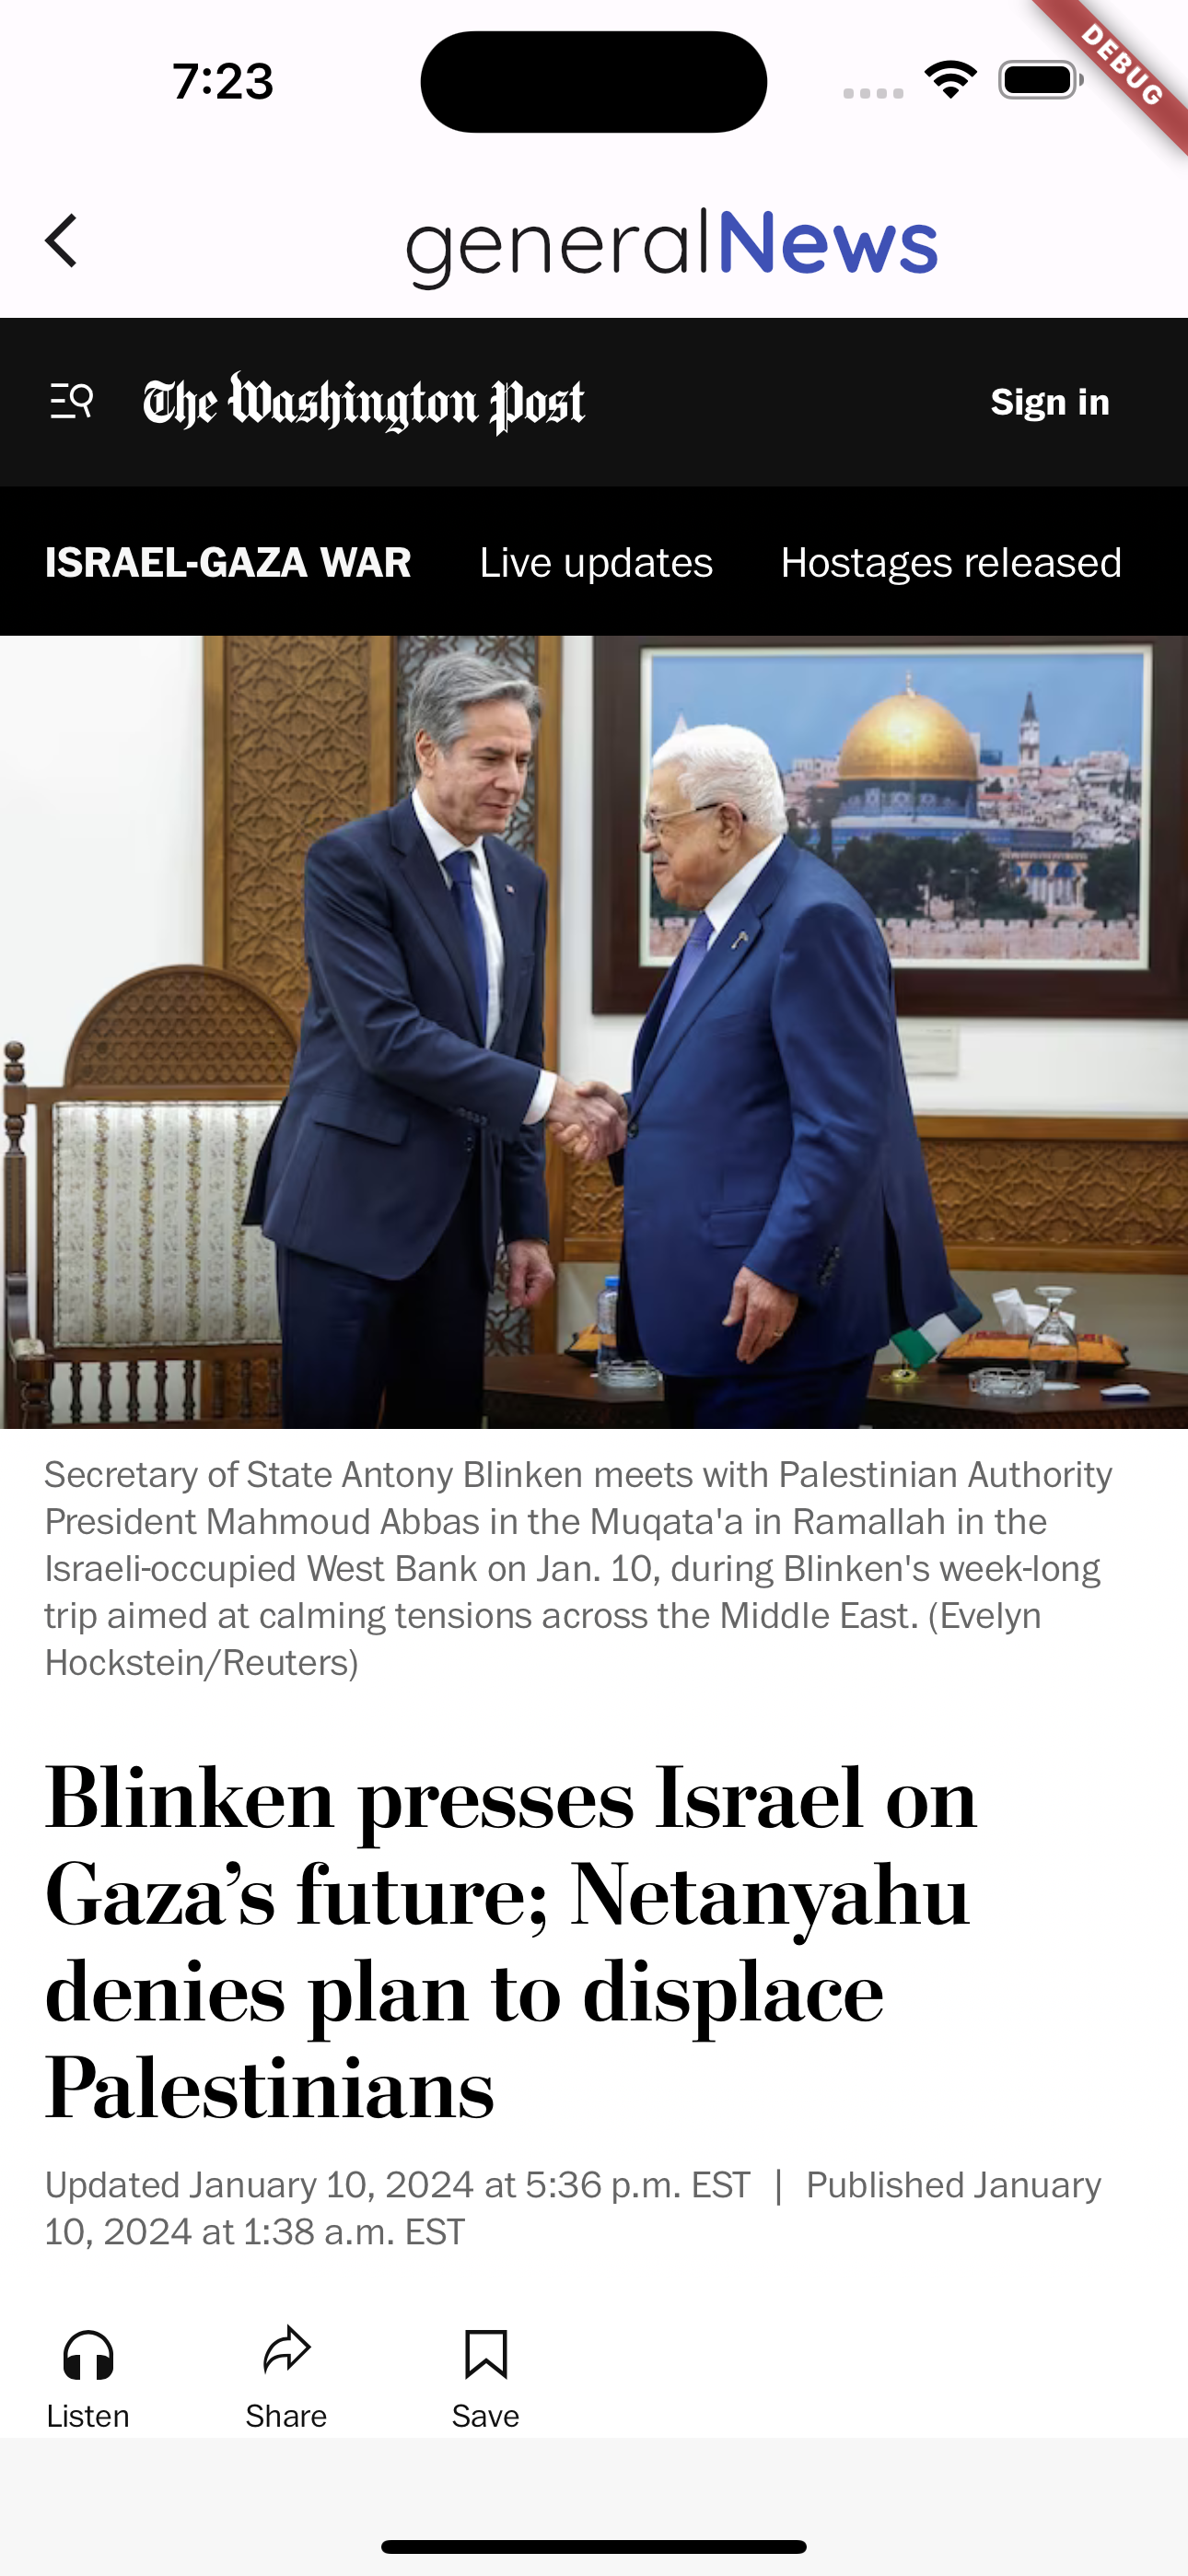 7:23
DEBUG
generalNews
The Washington Post
Sign in
ISRAEL-GAZA WAR Live updates Hostages released
Secretary of State Antony Blinken meets with Palestinian Authority
President Mahmoud Abbas in the Muqata'a in Ramallah in the
Israeli-occupied West Bank on Jan. 10, during Blinken's week-long
trip aimed at calming tensions across the Middle East. (Evelyn
Hockstein/Reuters)
Blinken presses Israel on
Gaza’s future; Netanyahu
denies plan to displace
Palestinians
Updated January 10, 2024 at 5:36 p.m. EST | Published January
10, 2024 at 1:38 a.m. EST
Listen Share Save